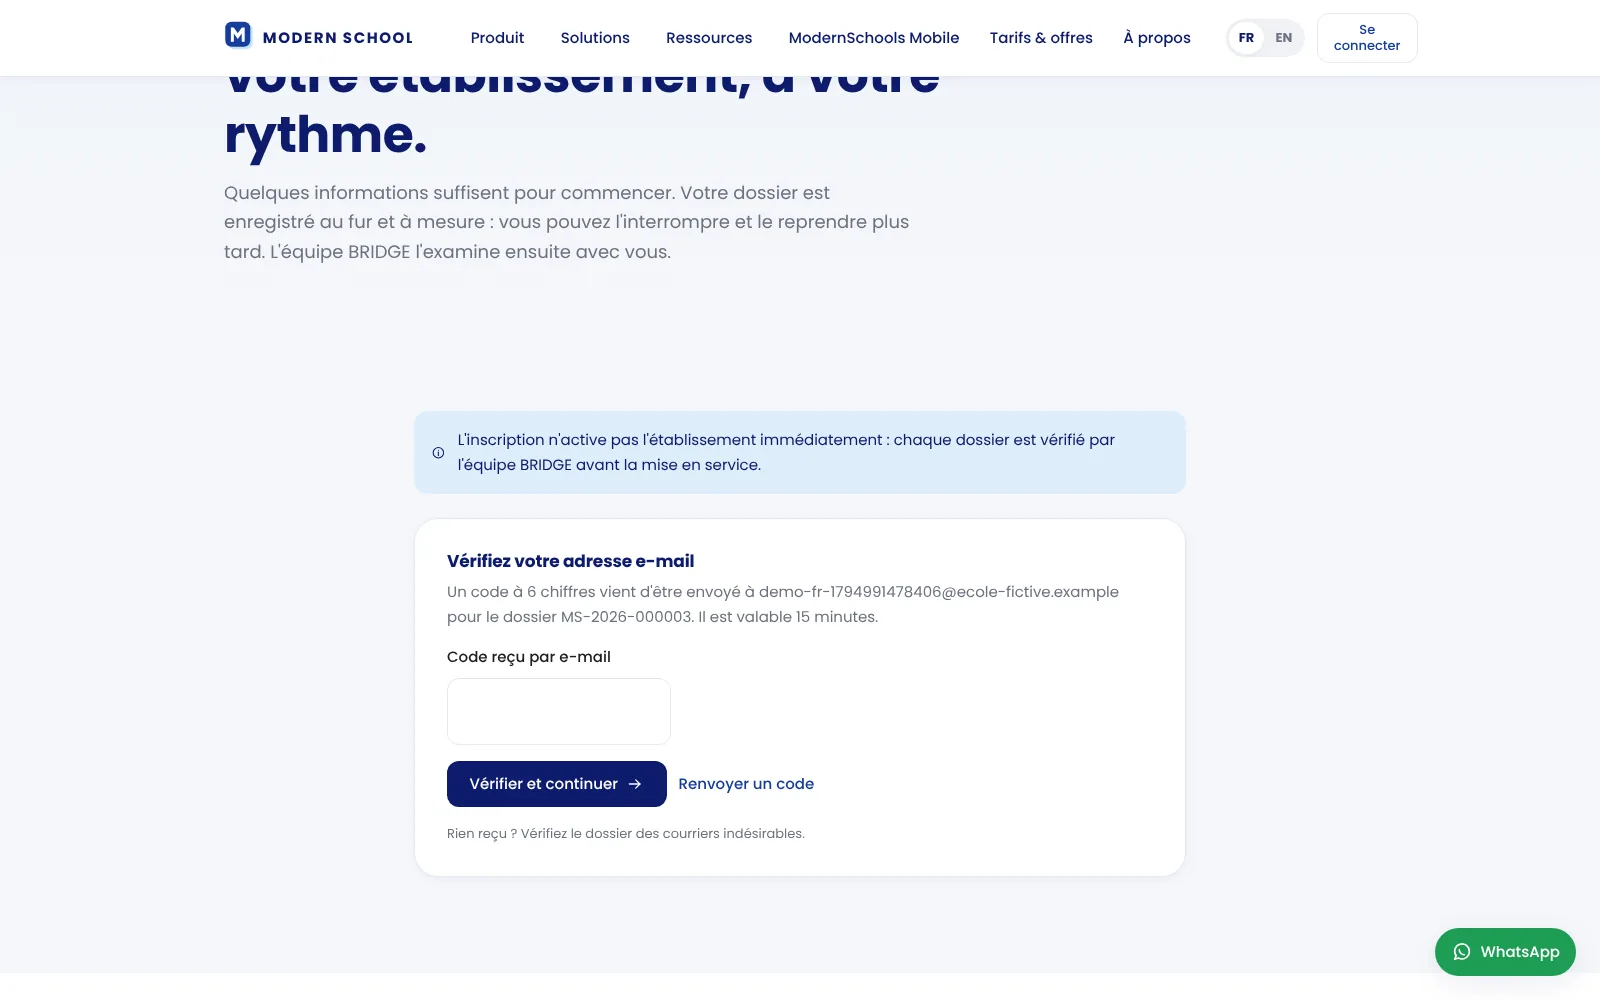 M MODERN SCHOOL
Produit
Solutions
Ressources
ModernSchools Mobile
Tarifs & offres
À propos
FR
EN
Se
connecter
votre établissement, à votre
rythme.
Quelques informations suffisent pour commencer. Votre dossier est
enregistré au fur et à mesure : vous pouvez l'interrompre et le reprendre plus
tard. L'équipe BRIDGE l'examine ensuite avec vous.
L'inscription n'active pas l'établissement immédiatement : chaque dossier est vérifié par
l'équipe BRIDGE avant la mise en service.
Vérifiez votre adresse e-mail
Un code à 6 chiffres vient d'être envoyé à demo-fr-1794991478406@ecole-fictive.example
pour le dossier MS-2026-000003. Il est valable 15 minutes.
Code reçu par e-mail
Vérifier et continuer →
Renvoyer un code
Rien reçu ? Vérifiez le dossier des courriers indésirables.
WhatsApp